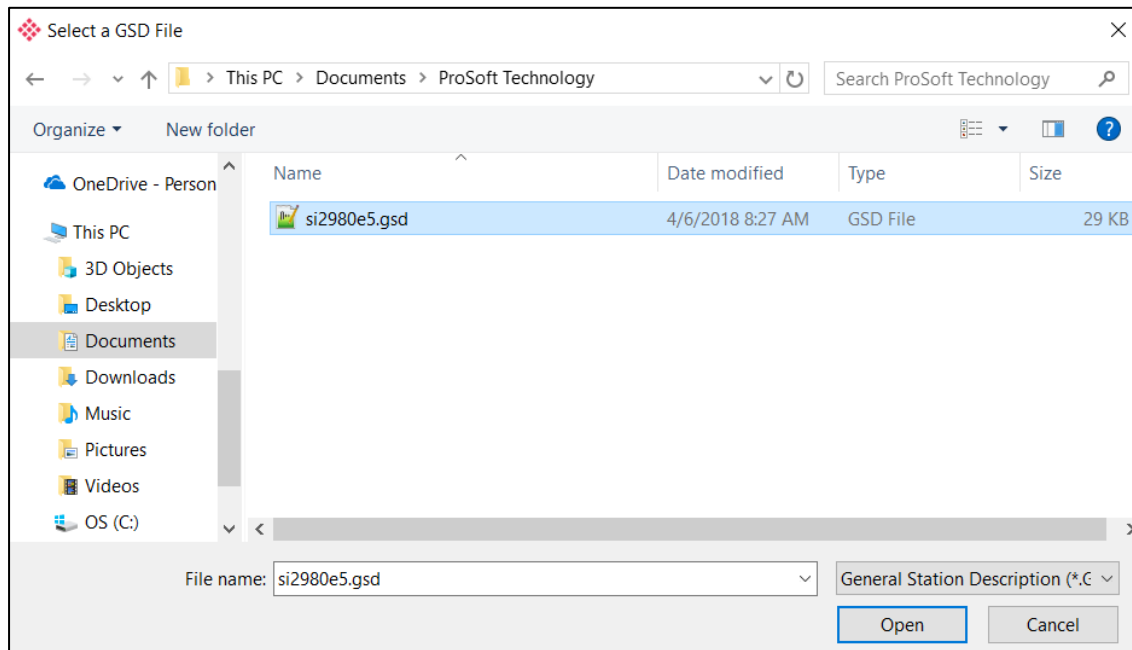 Select a GSD File
This PC > Documents > ProSoft Technology
Search ProSoft Technology
Organize
New folder
Name
Date modified
Type
Size
OneDrive - Person
This PC
3D Objects
Desktop
Documents
Downloads
Music
Pictures
Videos
OS (C:)
si2980e5.gsd
4/6/2018 8:27 AM
GSD File
29 KB
File name:
si2980e5.gsd
General Station Description (*.G
Open
Cancel